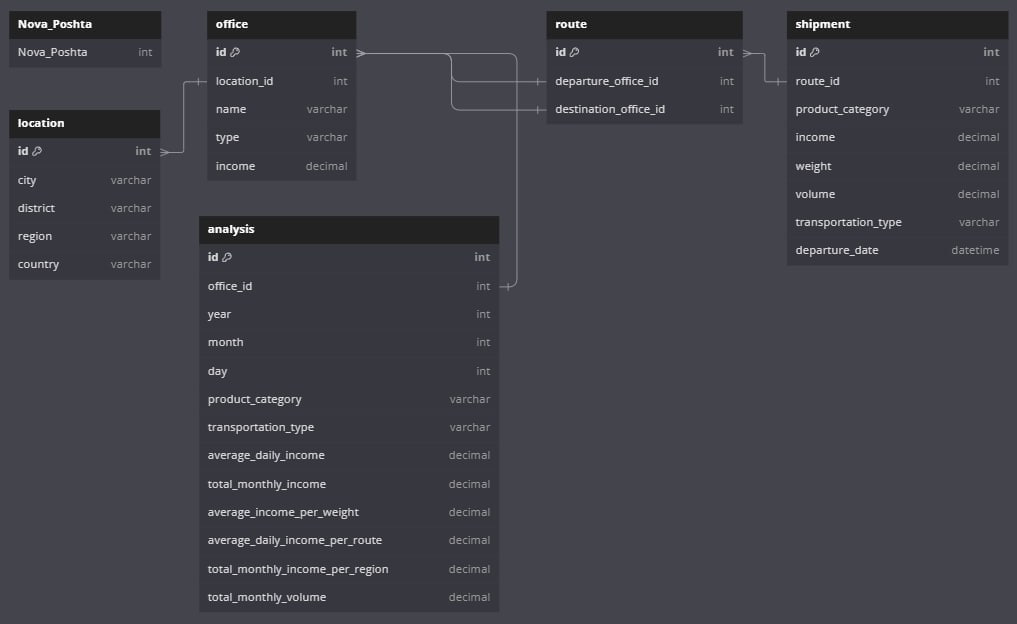 Nova_Poshta
Nova_Poshta int
location
id int
city varchar
district varchar
region varchar
country varchar
office
id int
location_id int
name varchar
type varchar
income decimal
analysis
id int
office_id int
year int
month int
day int
product_category varchar
transportation_type varchar
average_daily_income decimal
total_monthly_income decimal
average_income_per_weight decimal
average_daily_income_per_route decimal
total_monthly_income_per_region decimal
total_monthly_volume decimal
route
id int
departure_office_id int
destination_office_id int
shipment
id int
route_id int
product_category varchar
income decimal
weight decimal
volume decimal
transportation_type varchar
departure_date datetime